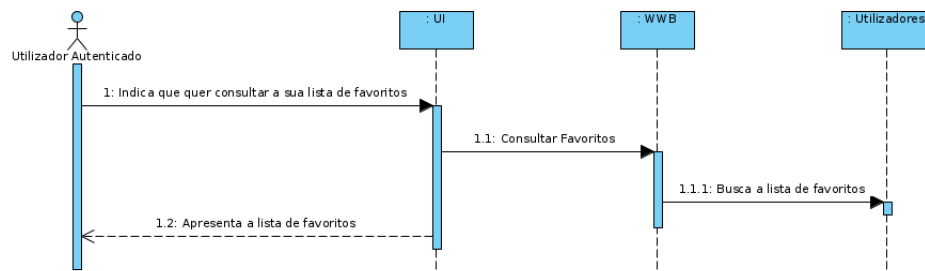 : UI
: WWB
: Utilizadores
Utilizador Autenticado
1: Indica que quer consultar a sua lista de favoritos
1.1: Consultar Favoritos
1.1.1: Busca a lista de favoritos
1.2: Apresenta a lista de favoritos